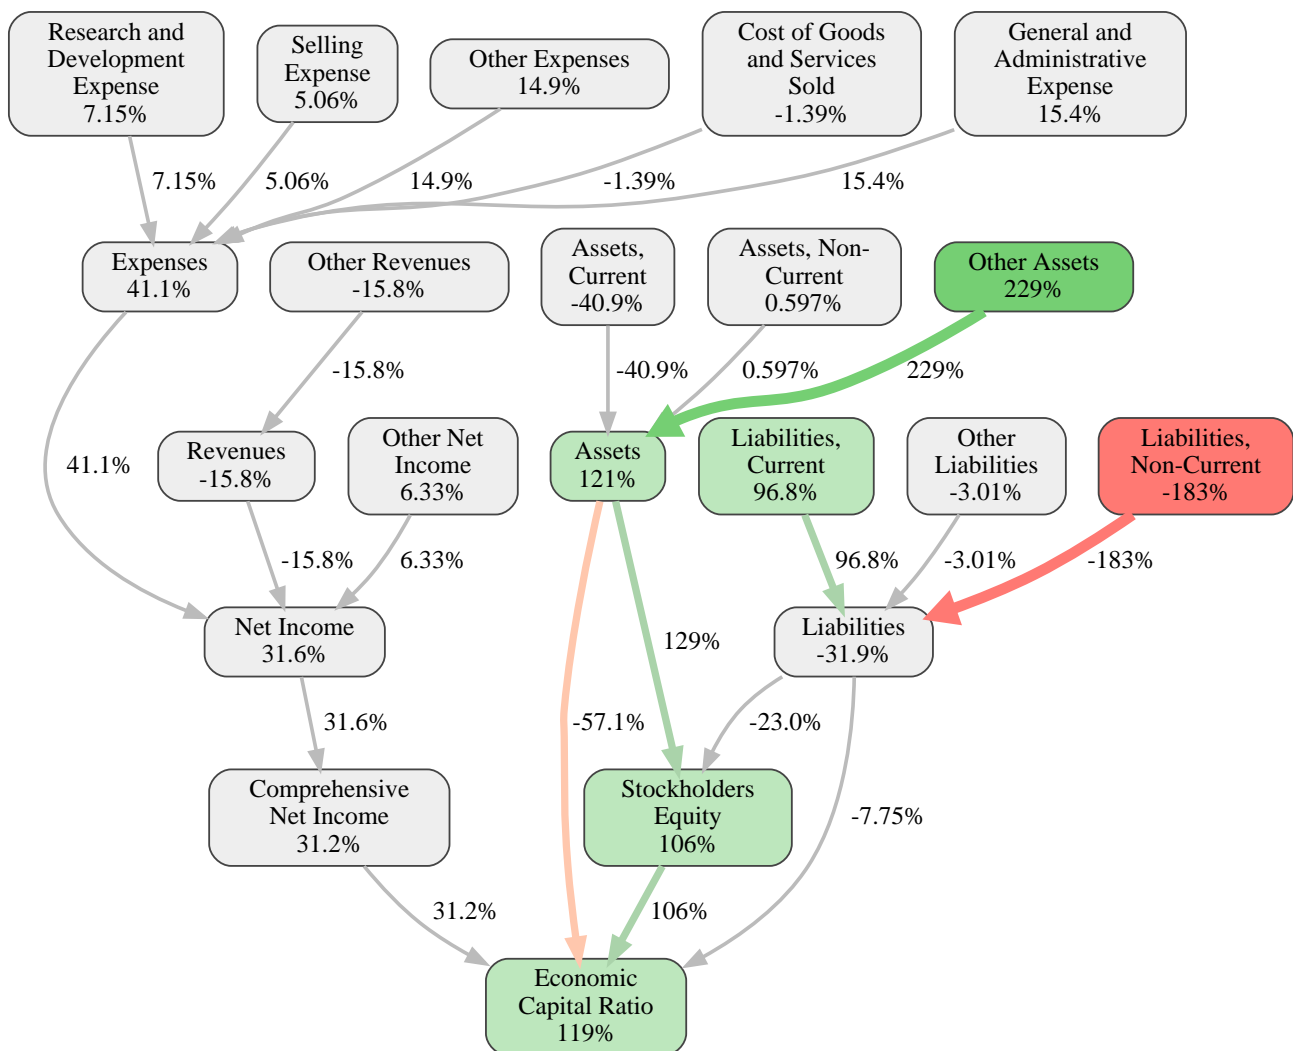 Research and
Development
Expense
7.15%
Selling
Expense
5.06%
Other Expenses
14.9%
Cost of Goods
and Services
Sold
-1.39%
General and
Administrative
Expense
15.4%
7.15%
5.06%
14.9%
-1.39%
15.4%
Expenses
41.1%
Other Revenues
-15.8%
Assets,
Current
-40.9%
Assets, Non-
Current
0.597%
Other Assets
229%
-15.8%
-40.9%
0.597%
229%
41.1%
Revenues
-15.8%
Other Net
Income
6.33%
Assets
121%
Liabilities,
Current
96.8%
Other
Liabilities
-3.01%
Liabilities,
Non-Current
-183%
-15.8%
6.33%
96.8%
-3.01%
-183%
Net Income
31.6%
129%
Liabilities
-31.9%
31.6%
-57.1%
-23.0%
Comprehensive
Net Income
31.2%
Stockholders
Equity
106%
-7.75%
31.2%
106%
Economic
Capital Ratio
119%